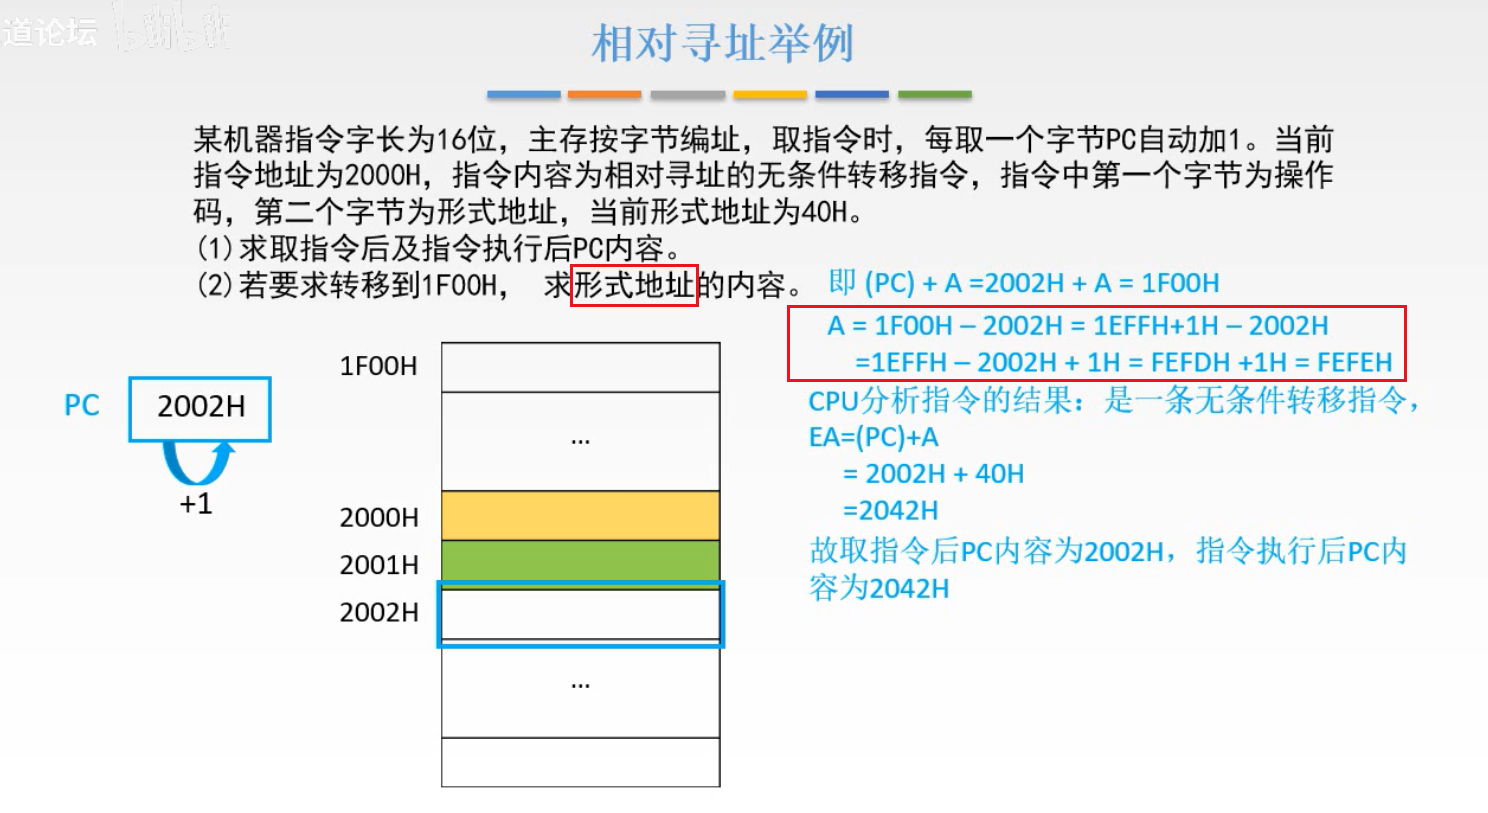 道论坛 bilibili
相对寻址举例
某机器指令字长为16位，主存按字节编址，取指令时，每取一个字节PC自动加1。当前
指令地址为2000H，指令内容为相对寻址的无条件转移指令，指令中第一个字节为操作
码，第二个字节为形式地址，当前形式地址为40H。
(1)求取指令后及指令执行后PC内容。
(2)若要求转移到1F00H， 求形式地址的内容。 即 (PC) + A =2002H + A = 1F00H
A = 1F00H – 2002H = 1EFFH+1H – 2002H
=1EFFH – 2002H + 1H = FEFDH +1H = FEFEH
CPU分析指令的结果：是一条无条件转移指令，
EA=(PC)+A
= 2002H + 40H
=2042H
故取指令后PC内容为2002H，指令执行后PC内
容为2042H
PC
2002H
+1
1F00H
...
2000H
2001H
2002H
...